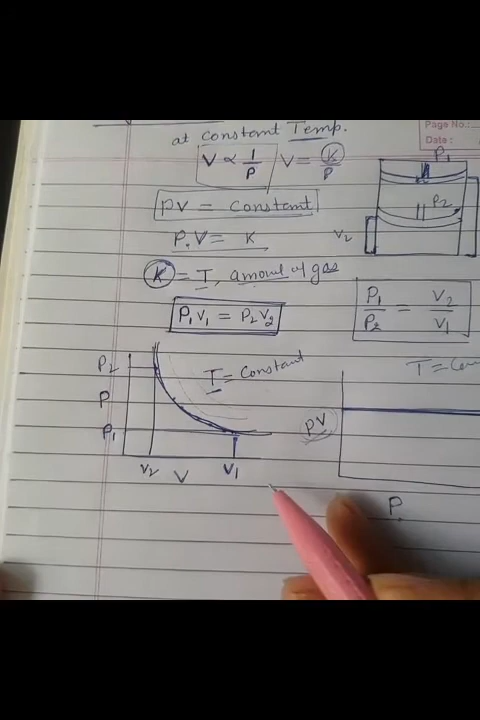 Page No.:
Date:
at constant Temp.
V ∝ 1/P V = K/P
P1
P2
V2
PV = constant
P.V = K
K = T, amount of gas
P1V1 = P2V2
P1/P2 = V2/V1
T = Constant
P2
P
P1
V2 V V1
T = Con
PV
P